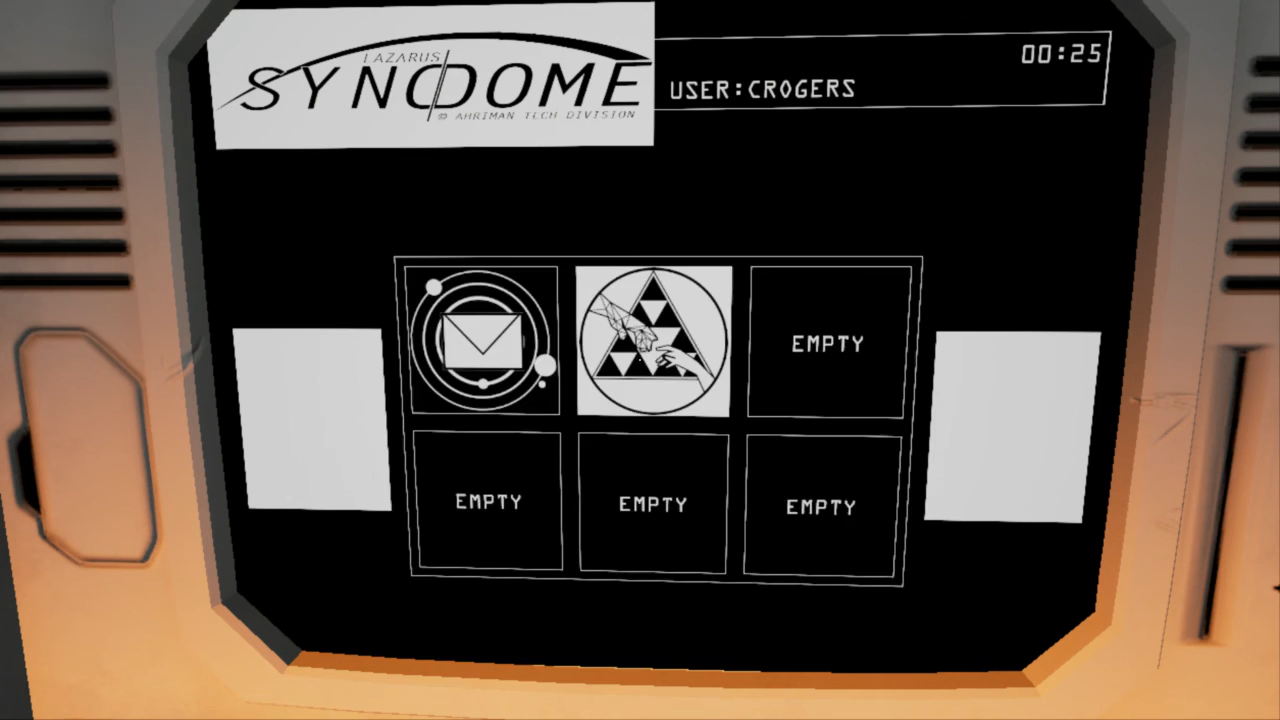 LAZARUS
SYNDOME
© AHRIMAN TECH DIVISION
00:25
USER:CROGERS
EMPTY
EMPTY
EMPTY
EMPTY